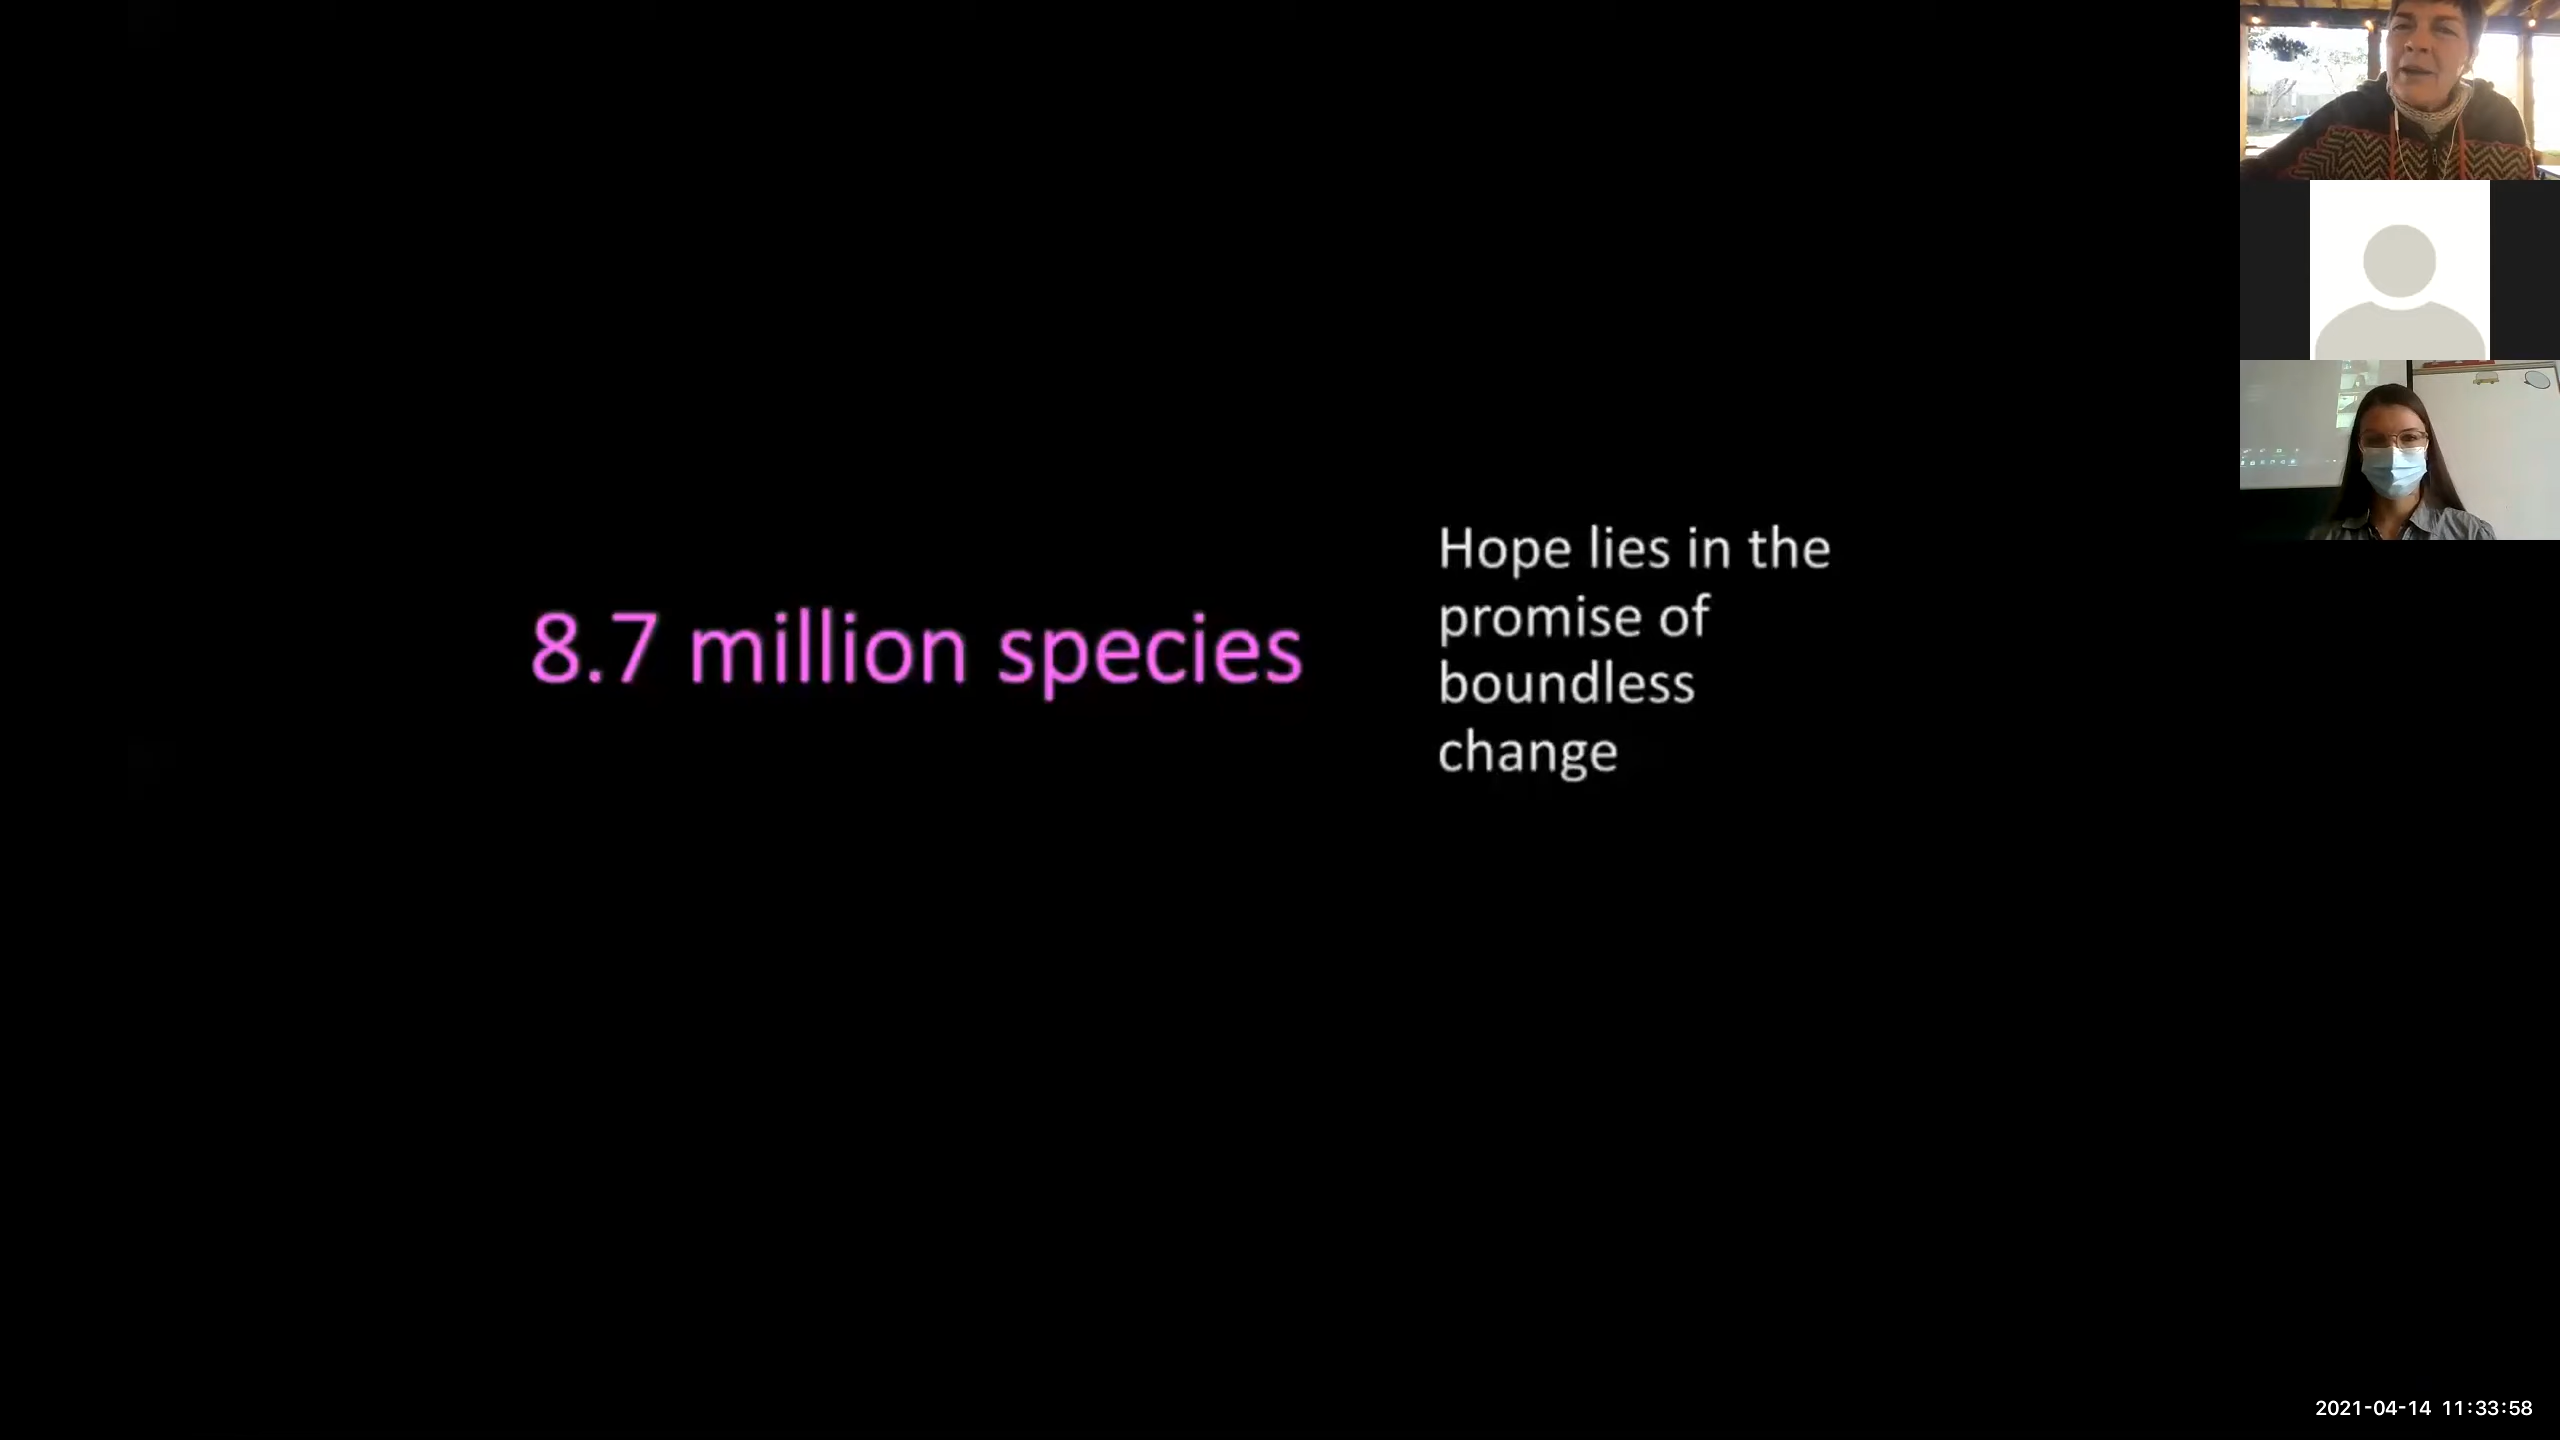 8.7 million species
Hope lies in the
promise of
boundless
change
2021-04-14 11:33:58